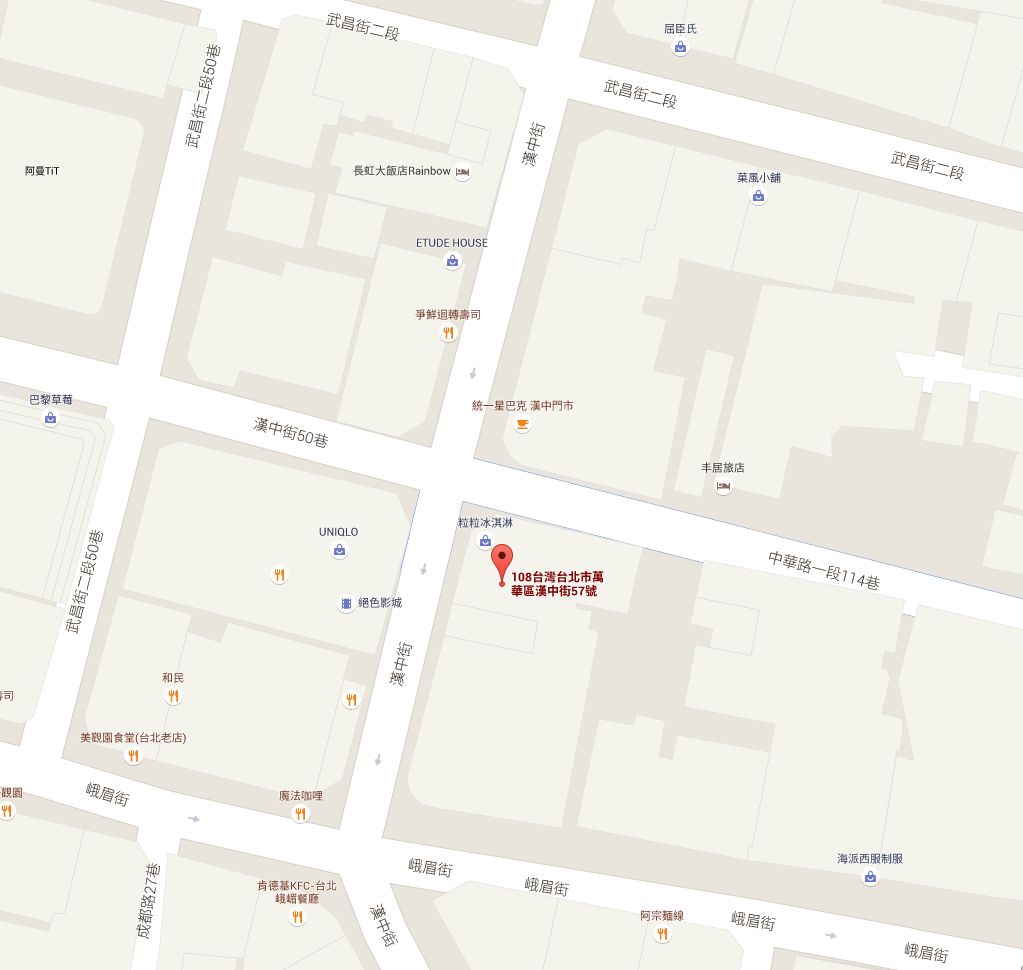 武昌街二段
屈臣氏
武昌街二段50巷
武昌街二段
漢中街
武昌街二段
阿曼TiT
長虹大飯店Rainbow
菓風小舖
ETUDE HOUSE
爭鮮迴轉壽司
巴黎草莓
統一星巴克 漢中門市
漢中街50巷
丰居旅店
粒粒冰淇淋
UNIQLO
中華路一段114巷
108台灣台北市萬
華區漢中街57號
武昌街二段50巷
絕色影城
漢中街
和民
壽司
美觀園食堂(台北老店)
觀園
峨眉街
魔法咖哩
峨眉街
海派西服制服
峨眉街
肯德基KFC-台北
峨嵋餐廳
成都路27巷
漢中街
阿宗麵線
峨眉街
峨眉街